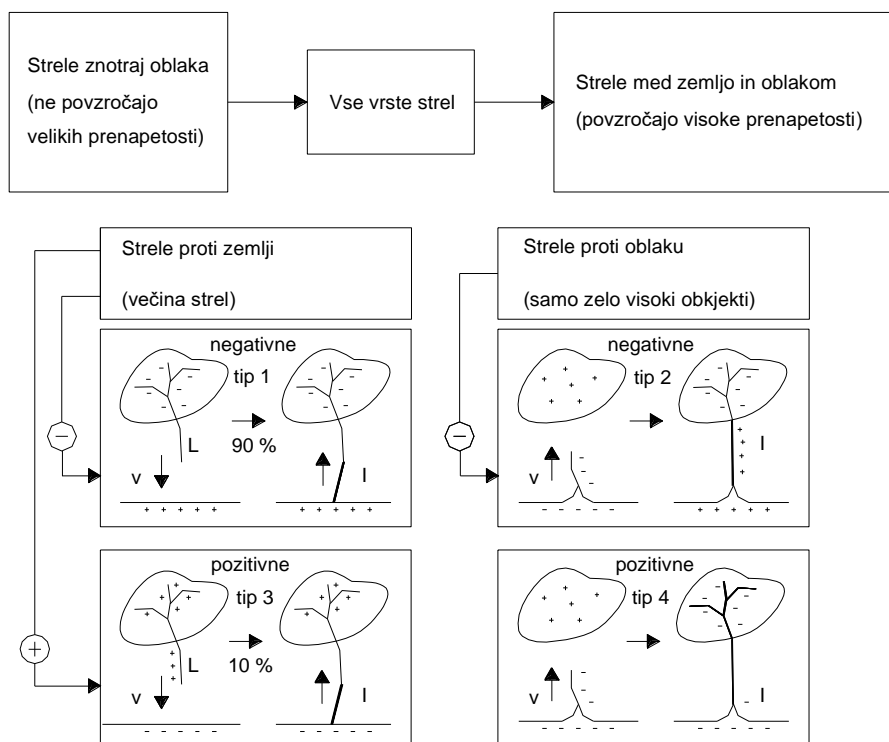 Strele znotraj oblaka
(ne povzročajo
velikih prenapetosti)
Vse vrste strel
Strele med zemljo in oblakom
(povzročajo visoke prenapetosti)
Strele proti zemlji
(večina strel)
Strele proti oblaku
(samo zelo visoki obkjekti)
negativne
tip 1
L
90 %
v
I
negativne
tip 2
v
I
pozitivne
tip 3
L
10 %
v
I
pozitivne
tip 4
v
I